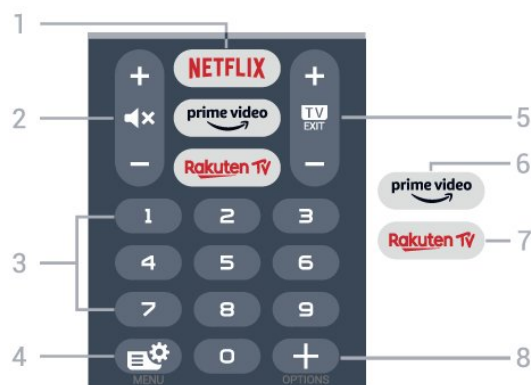 1
NETFLIX
+ +
2
prime video
TV
EXIT
5
- -
Rakuten TV
6
prime video
1 2 3
Rakuten TV
7
3
4 5 6
7 8 9
4
0
+
8
MENU
OPTIONS